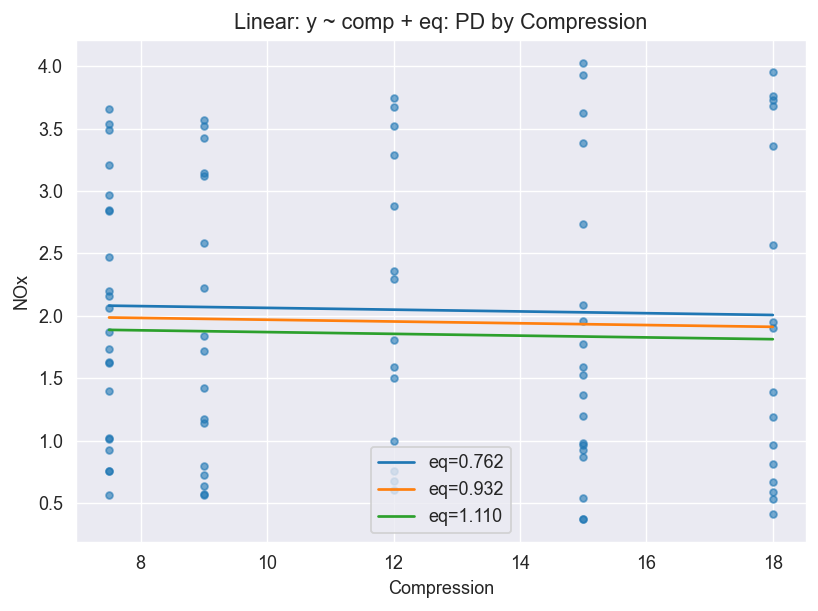 Linear: y ~ comp + eq: PD by Compression
4.0
3.5
3.0
2.5
2.0
1.5
1.0
0.5
NOx
eq=0.762
eq=0.932
eq=1.110
8
10
12
14
16
18
Compression